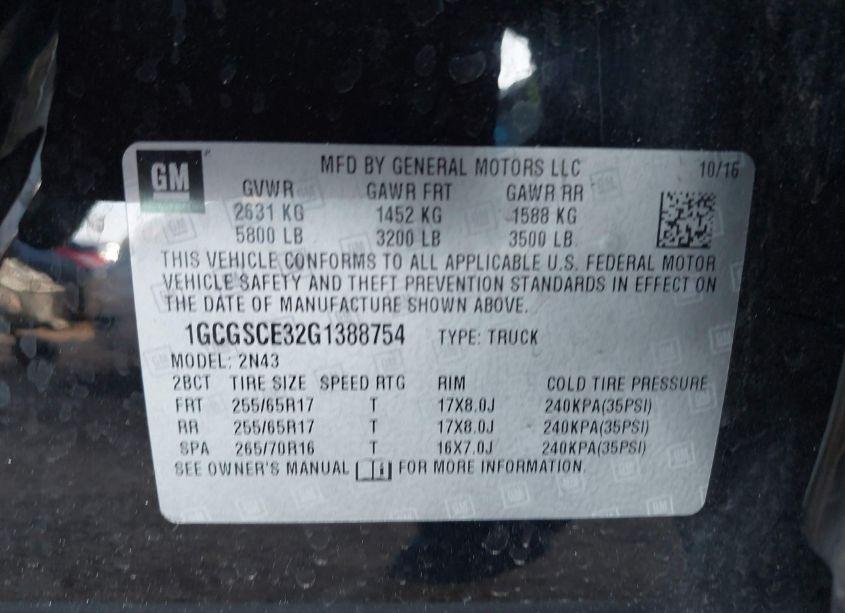 GM
MFD BY GENERAL MOTORS LLC 10/16
GVWR GAWR FRT GAWR RR
2631 KG 1452 KG 1588 KG
5800 LB 3200 LB 3500 LB
THIS VEHICLE CONFORMS TO ALL APPLICABLE U.S. FEDERAL MOTOR
VEHICLE SAFETY AND THEFT PREVENTION STANDARDS IN EFFECT ON
THE DATE OF MANUFACTURE SHOWN ABOVE.
1GCGSCE32G1388754 TYPE: TRUCK
MODEL: 2N43
2BCT TIRE SIZE SPEED RTG RIM COLD TIRE PRESSURE
FRT 255/65R17 T 17X8.0J 240KPA(35PSI)
RR 255/65R17 T 17X8.0J 240KPA(35PSI)
SPA 265/70R16 T 16X7.0J 240KPA(35PSI)
SEE OWNER'S MANUAL FOR MORE INFORMATION.